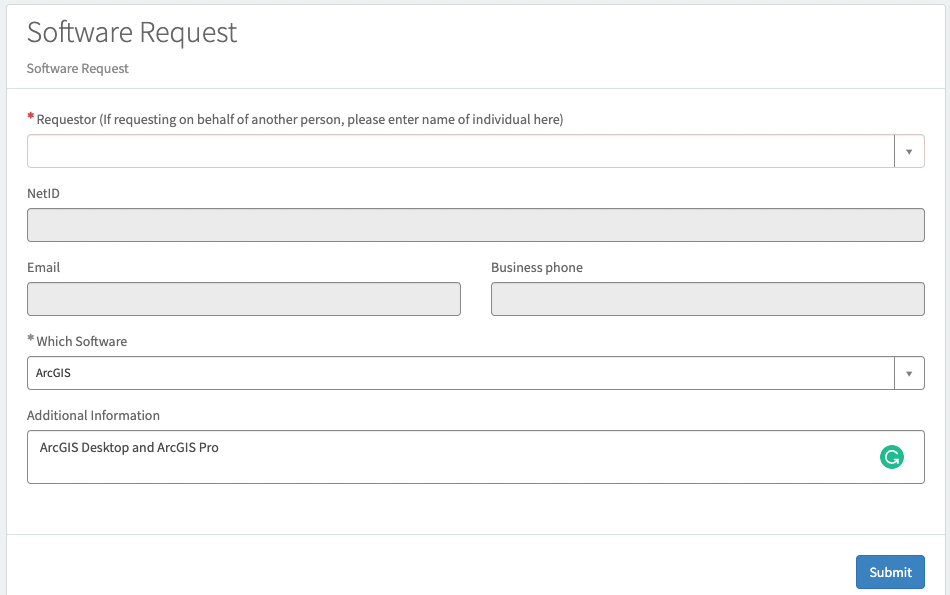 Software Request
Software Request
* Requestor (If requesting on behalf of another person, please enter name of individual here)
NetID
Email
Business phone
* Which Software
ArcGIS
Additional Information
ArcGIS Desktop and ArcGIS Pro
Submit